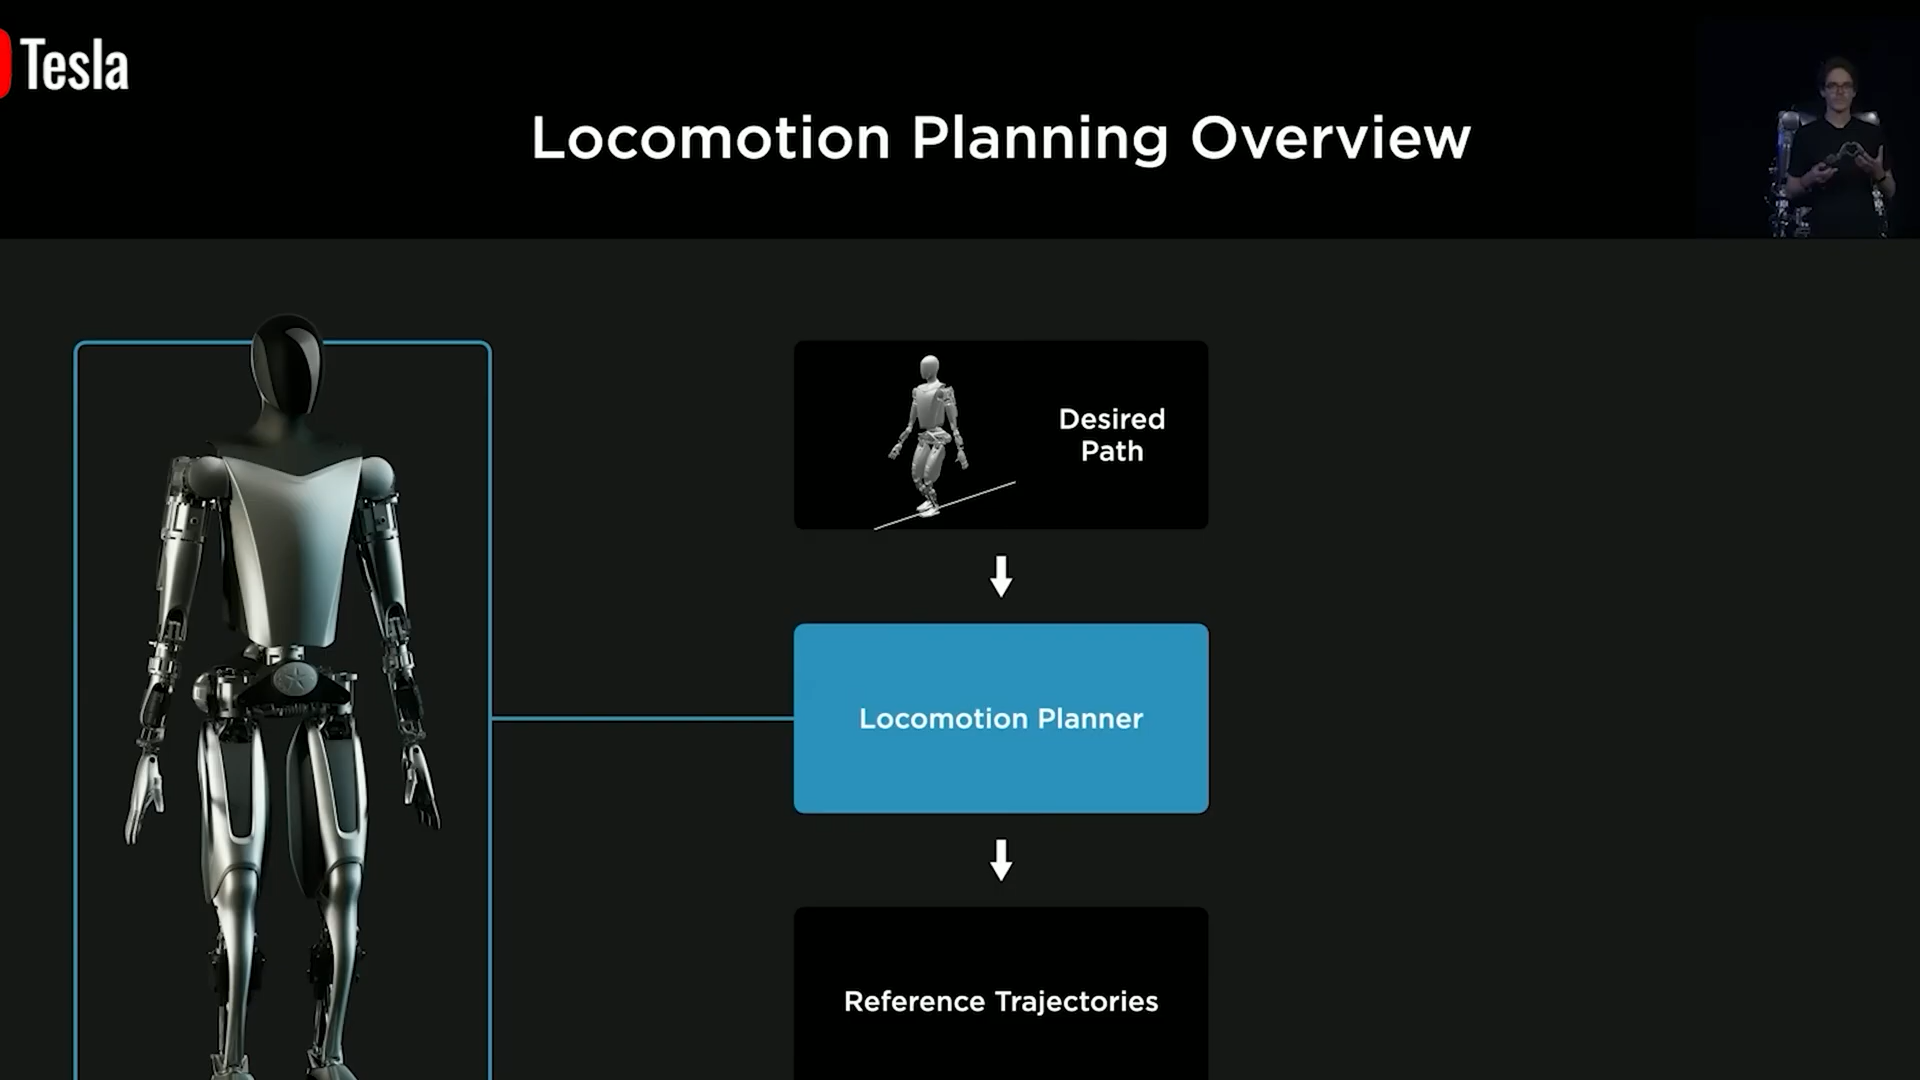 Tesla
Locomotion Planning Overview
Desired
Path
Locomotion Planner
Reference Trajectories